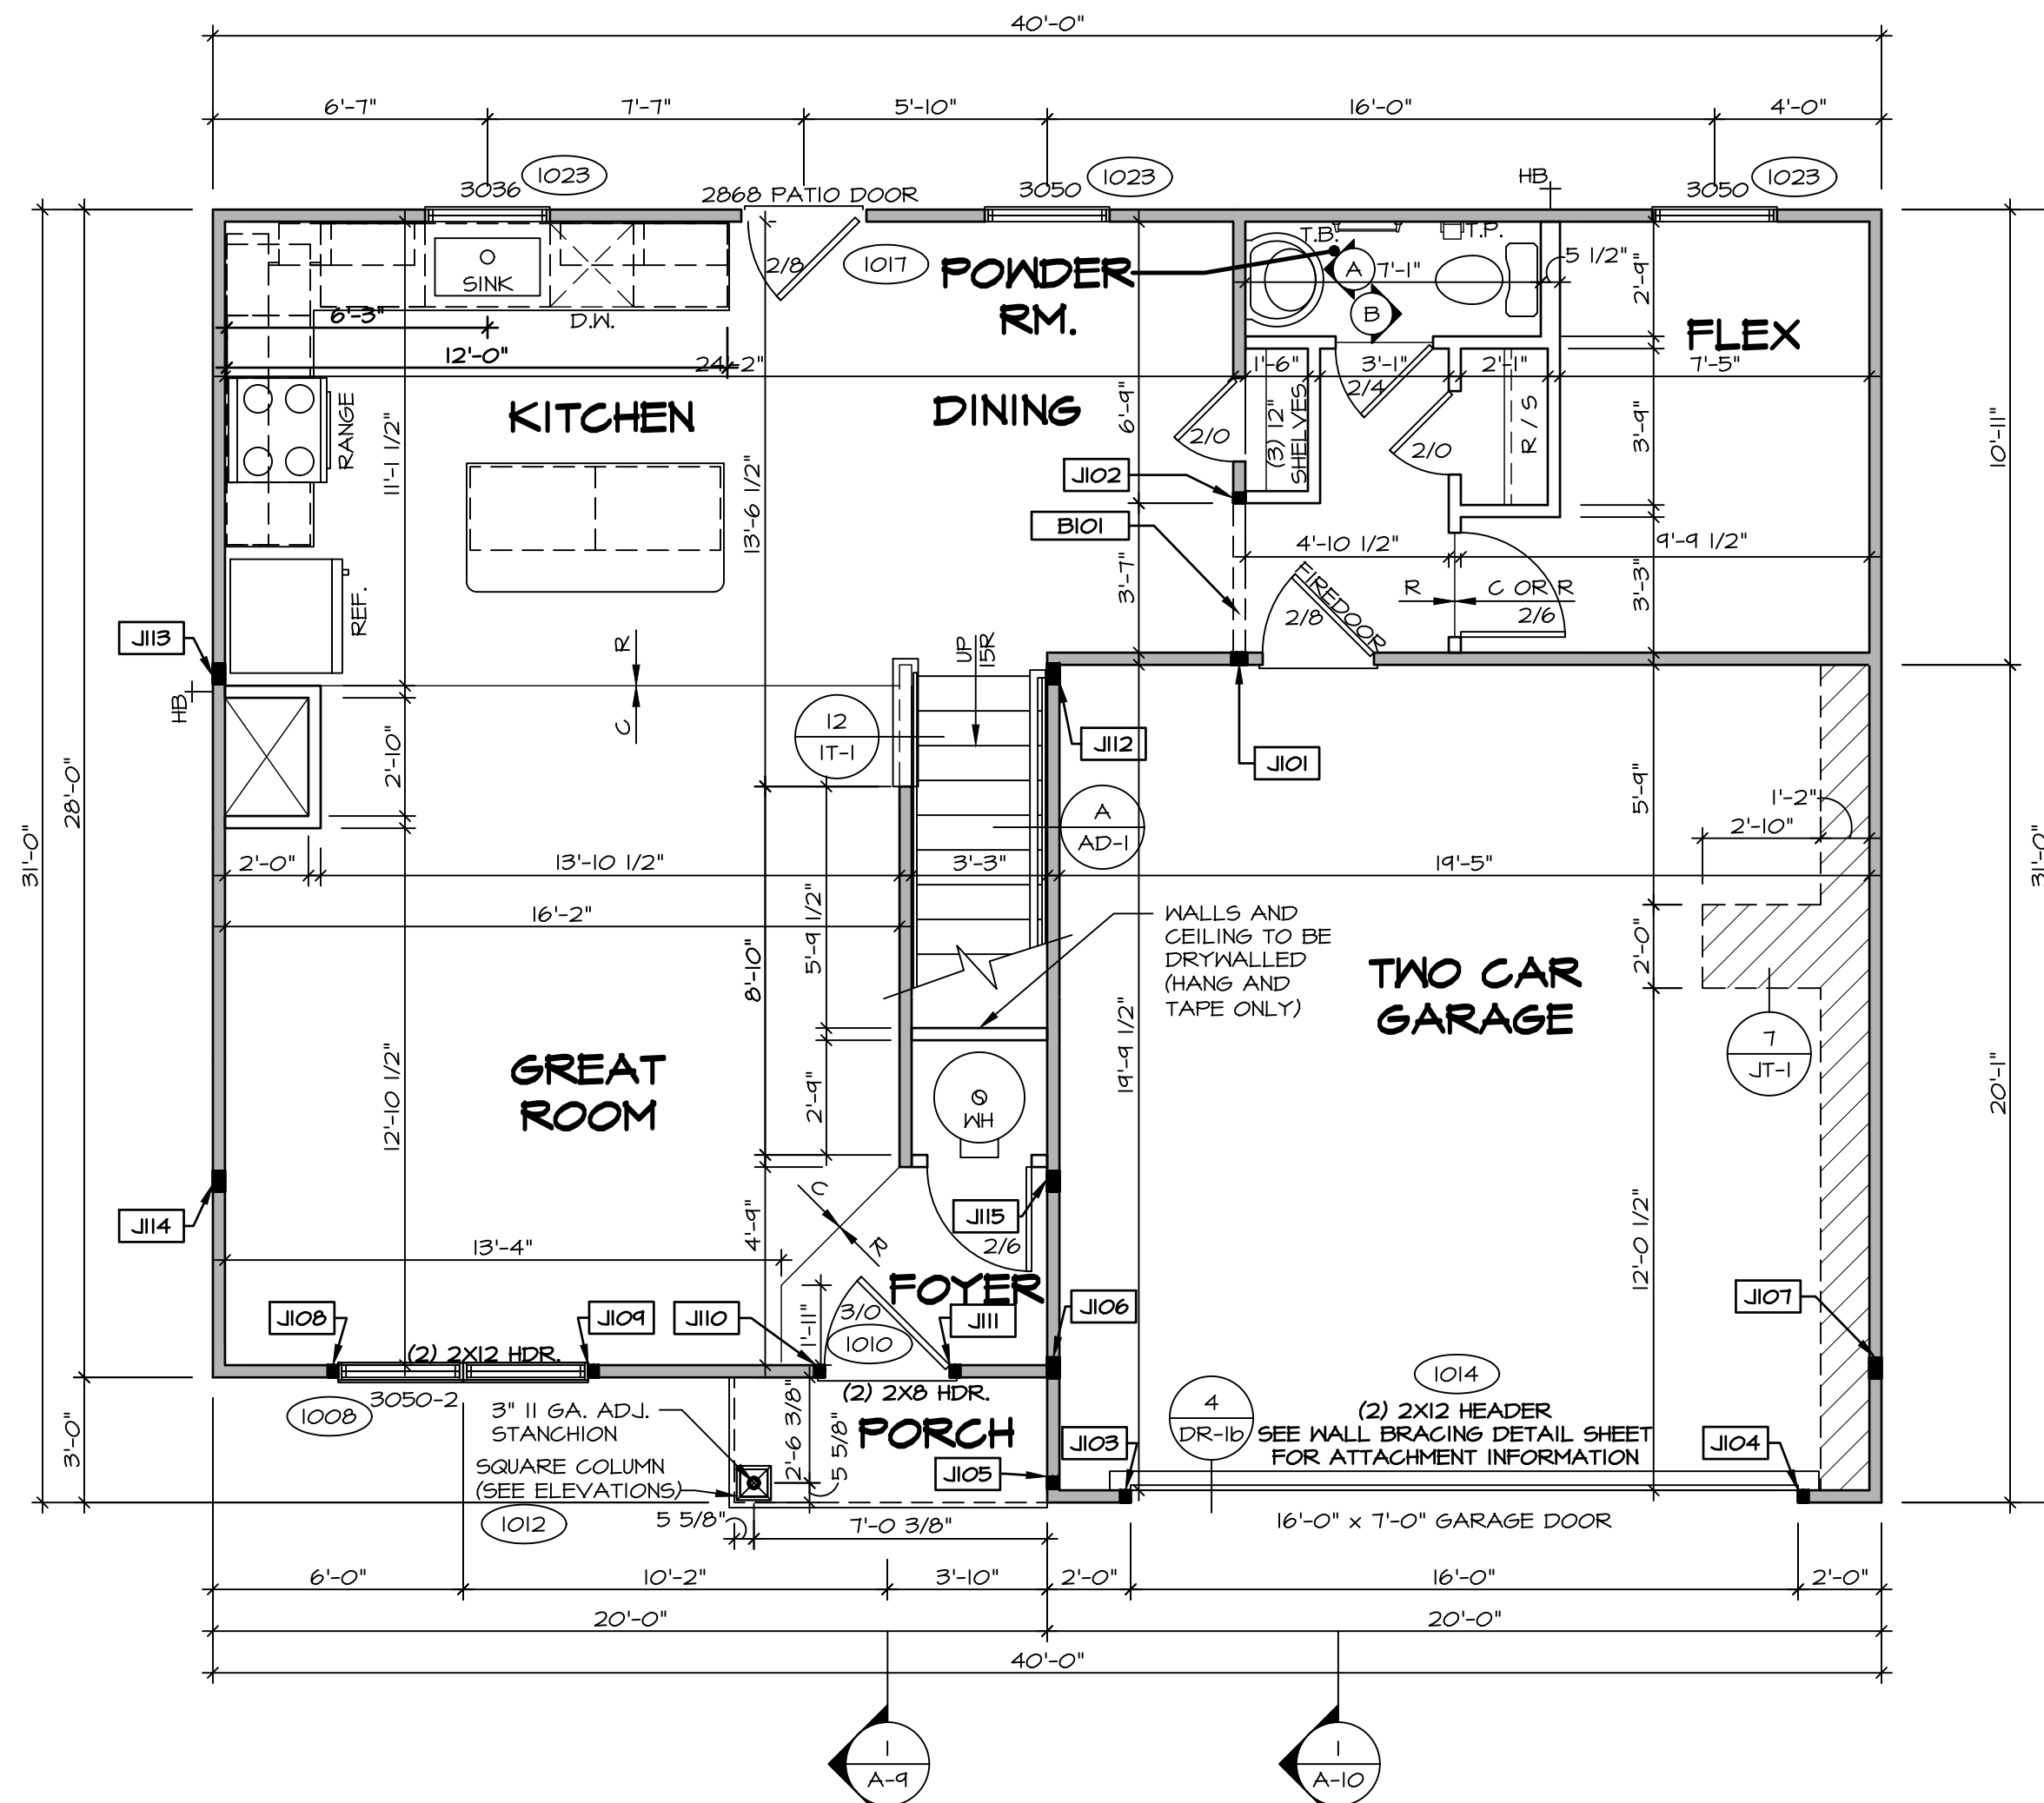 40'-0"
6'-7"
7'-7"
5'-10"
16'-0"
4'-0"
3036
1023
2868 PATIO DOOR
3050
1023
HB
3050
1023
SINK
D.W.
2/8
1017
POWDER
RM.
T.B.
T.P.
A
7'-1"
B
5 1/2"
2'-9"
FLEX
6'-3"
12'-0"
24'-2"
1'-6"
3'-1"
2'-1"
7'-5"
2/4
RANGE
KITCHEN
DINING
11'-1 1/2"
13'-6 1/2"
6'-9"
2/0
(3) 12"
SHELVES
2/0
R / S
3'-9"
10'-11"
J102
B101
3'-7"
4'-10 1/2"
9'-9 1/2"
REF.
FIREDOOR
2/8
R
C OR R
2/6
3'-3"
J113
HB
R
C
UP
15R
12
1T-1
J112
J101
31'-0"
28'-0"
2'-10"
A
AD-1
5'-9"
1'-2"
2'-10"
31'-0"
2'-0"
13'-10 1/2"
3'-3"
19'-5"
16'-2"
8'-10"
5'-9 1/2"
WALLS AND
CEILING TO BE
DRYWALLED
(HANG AND
TAPE ONLY)
TWO CAR
GARAGE
2'-0"
7
JT-1
GREAT
ROOM
12'-10 1/2"
2'-9"
S
WH
19'-9 1/2"
20'-1"
J114
C
R
4'-9"
J115
2/6
12'-0 1/2"
13'-4"
FOYER
J108
J109
J110
1'-11"
3/0
1010
J111
J106
J107
(2) 2X12 HDR.
3050-2
1008
3" 11 GA. ADJ.
STANCHION
SQUARE COLUMN
(SEE ELEVATIONS)
1012
2'-6 3/8"
5 5/8"
(2) 2X8 HDR.
PORCH
J105
J103
4
DR-1b
1014
(2) 2X12 HEADER
SEE WALL BRACING DETAIL SHEET
FOR ATTACHMENT INFORMATION
J104
3'-0"
5 5/8"
7'-0 3/8"
16'-0" x 7'-0" GARAGE DOOR
6'-0"
10'-2"
3'-10"
2'-0"
16'-0"
2'-0"
20'-0"
20'-0"
40'-0"
1
A-9
1
A-10